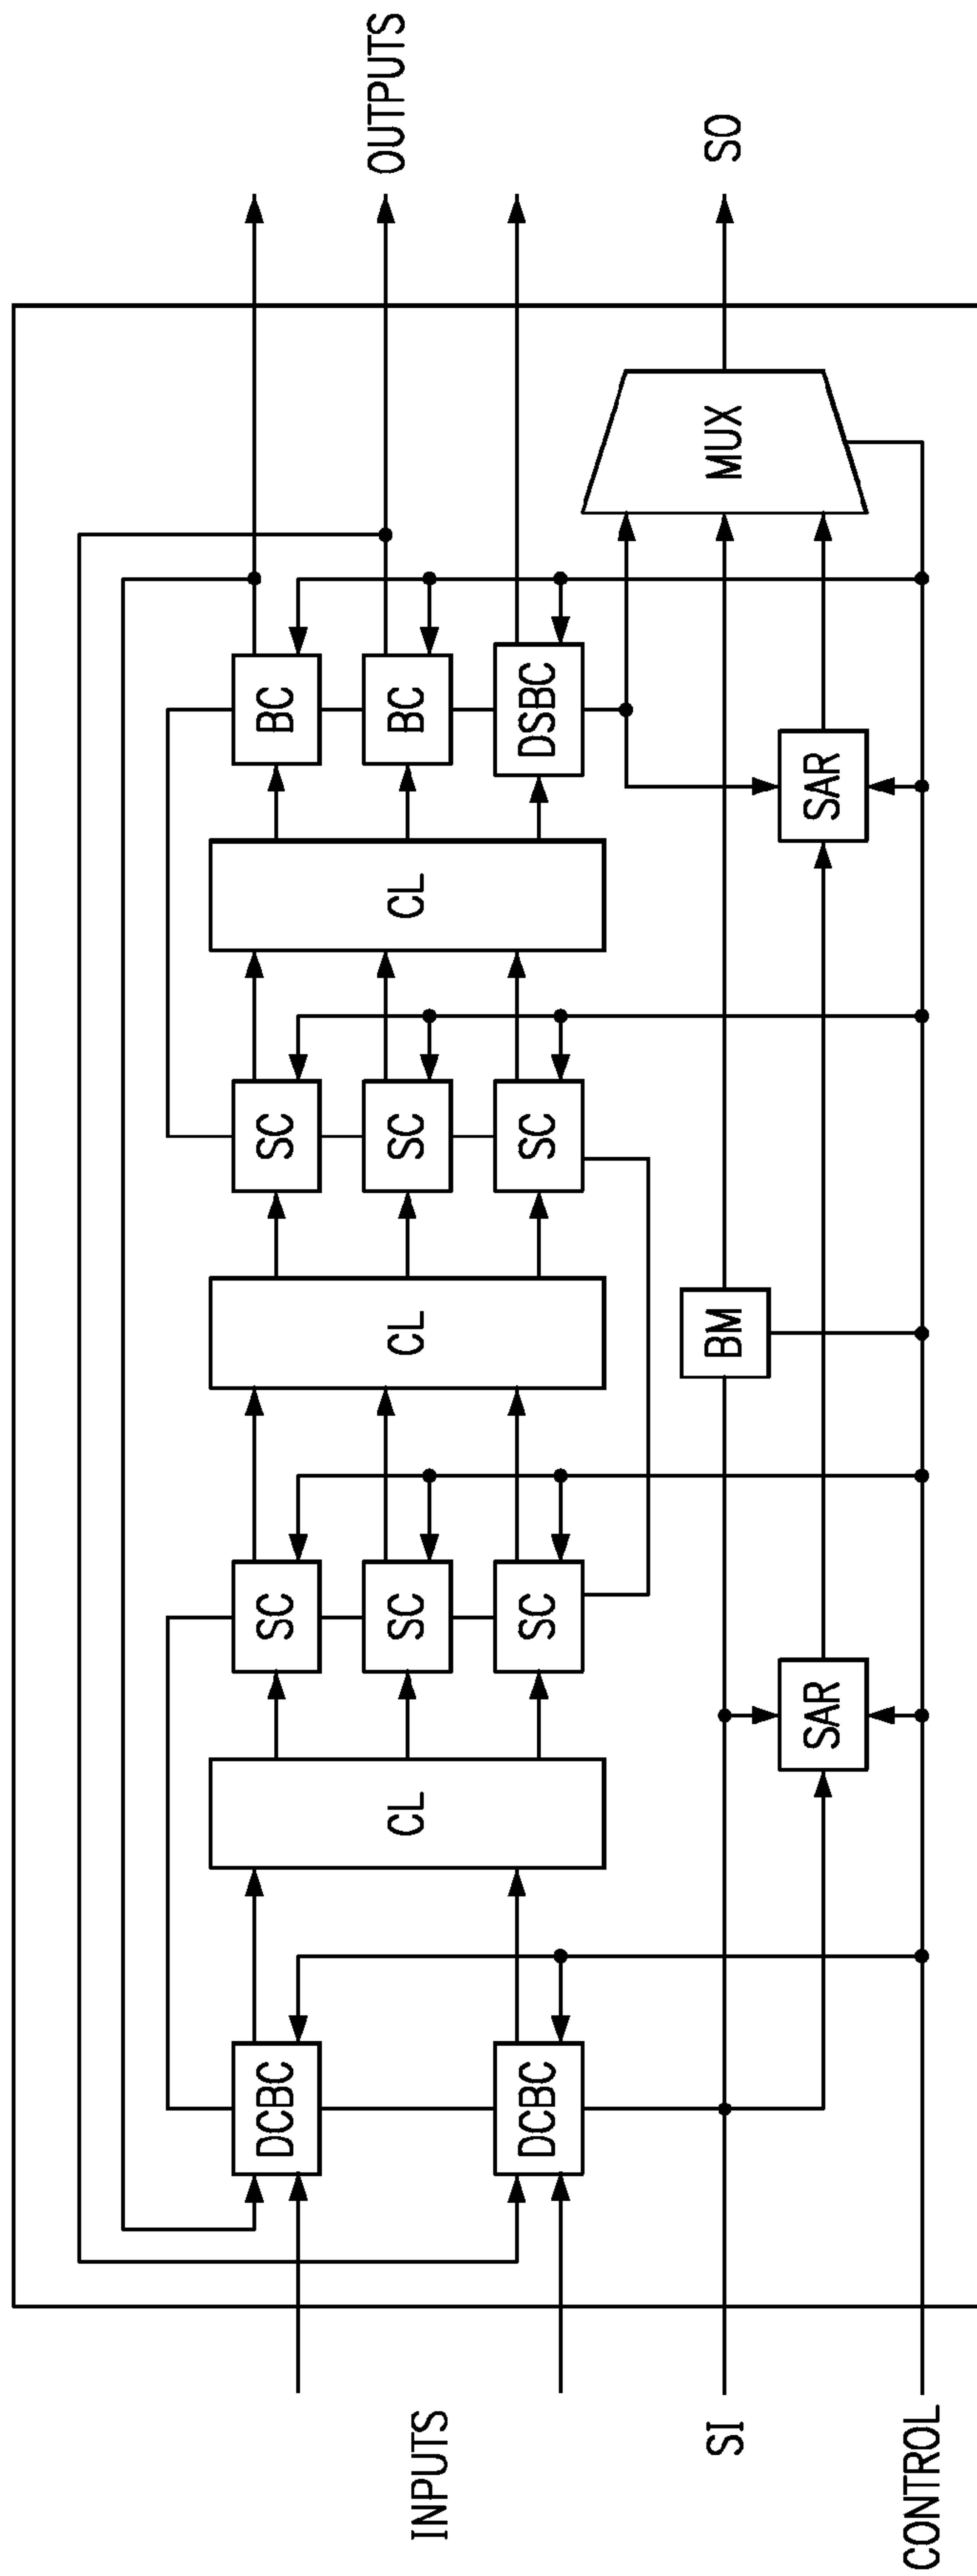 INPUTS
SI
CONTROL
DCBC
DCBC
CL
SC
SC
SC
SAR
CL
BM
SC
SC
SC
CL
BC
BC
DSBC
SAR
MUX
OUTPUTS
SO